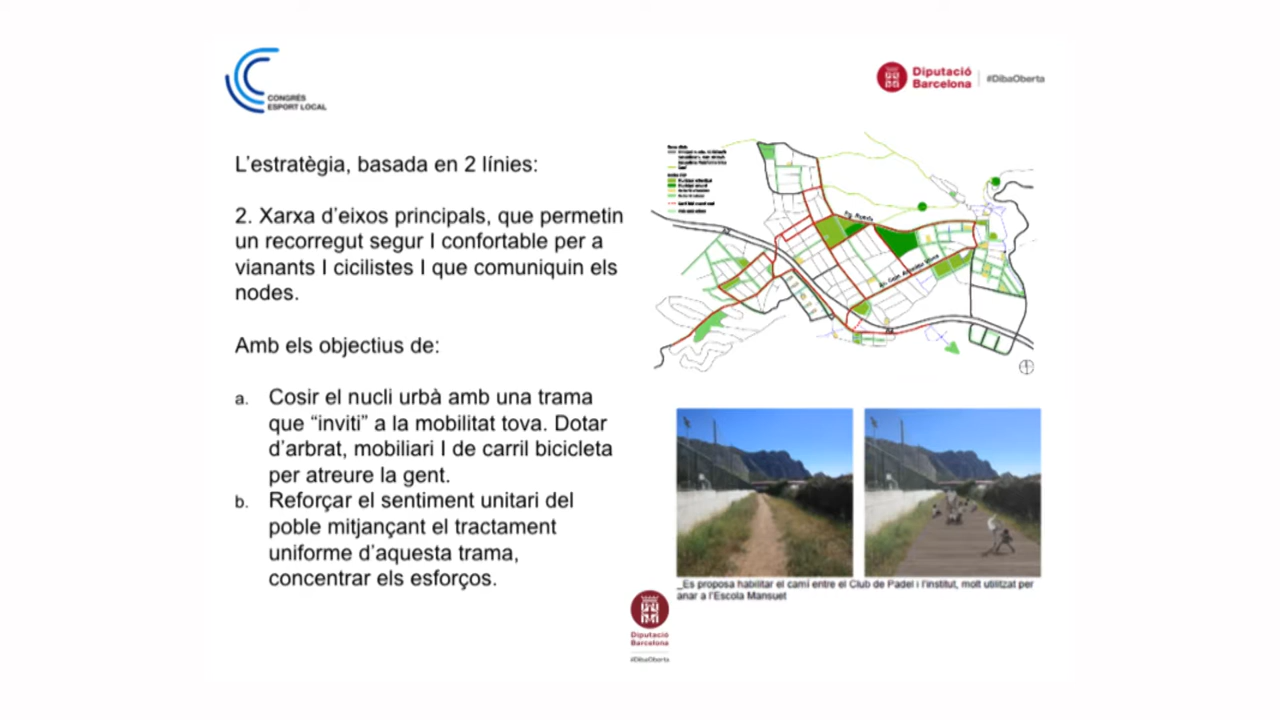 CONGRÉS
ESPORT LOCAL
Diputació
Barcelona
#DibaOberta
L'estratègia, basada en 2 línies:
2. Xarxa d'eixos principals, que permetin
un recorregut segur I confortable per a
vianants I cicilistes I que comuniquin els
nodes.
Amb els objectius de:
a. Cosir el nucli urbà amb una trama
que "inviti" a la mobilitat tova. Dotar
d'arbrat, mobiliari I de carril bicicleta
per atreure la gent.
b. Reforçar el sentiment unitari del
poble mitjançant el tractament
uniforme d'aquesta trama,
concentrar els esforços.
_Es proposa habilitar el camí entre el Club de Padel i l'institut, molt utilitzat per
anar a l'Escola Mansuet
Diputació
Barcelona
#DibaOberta